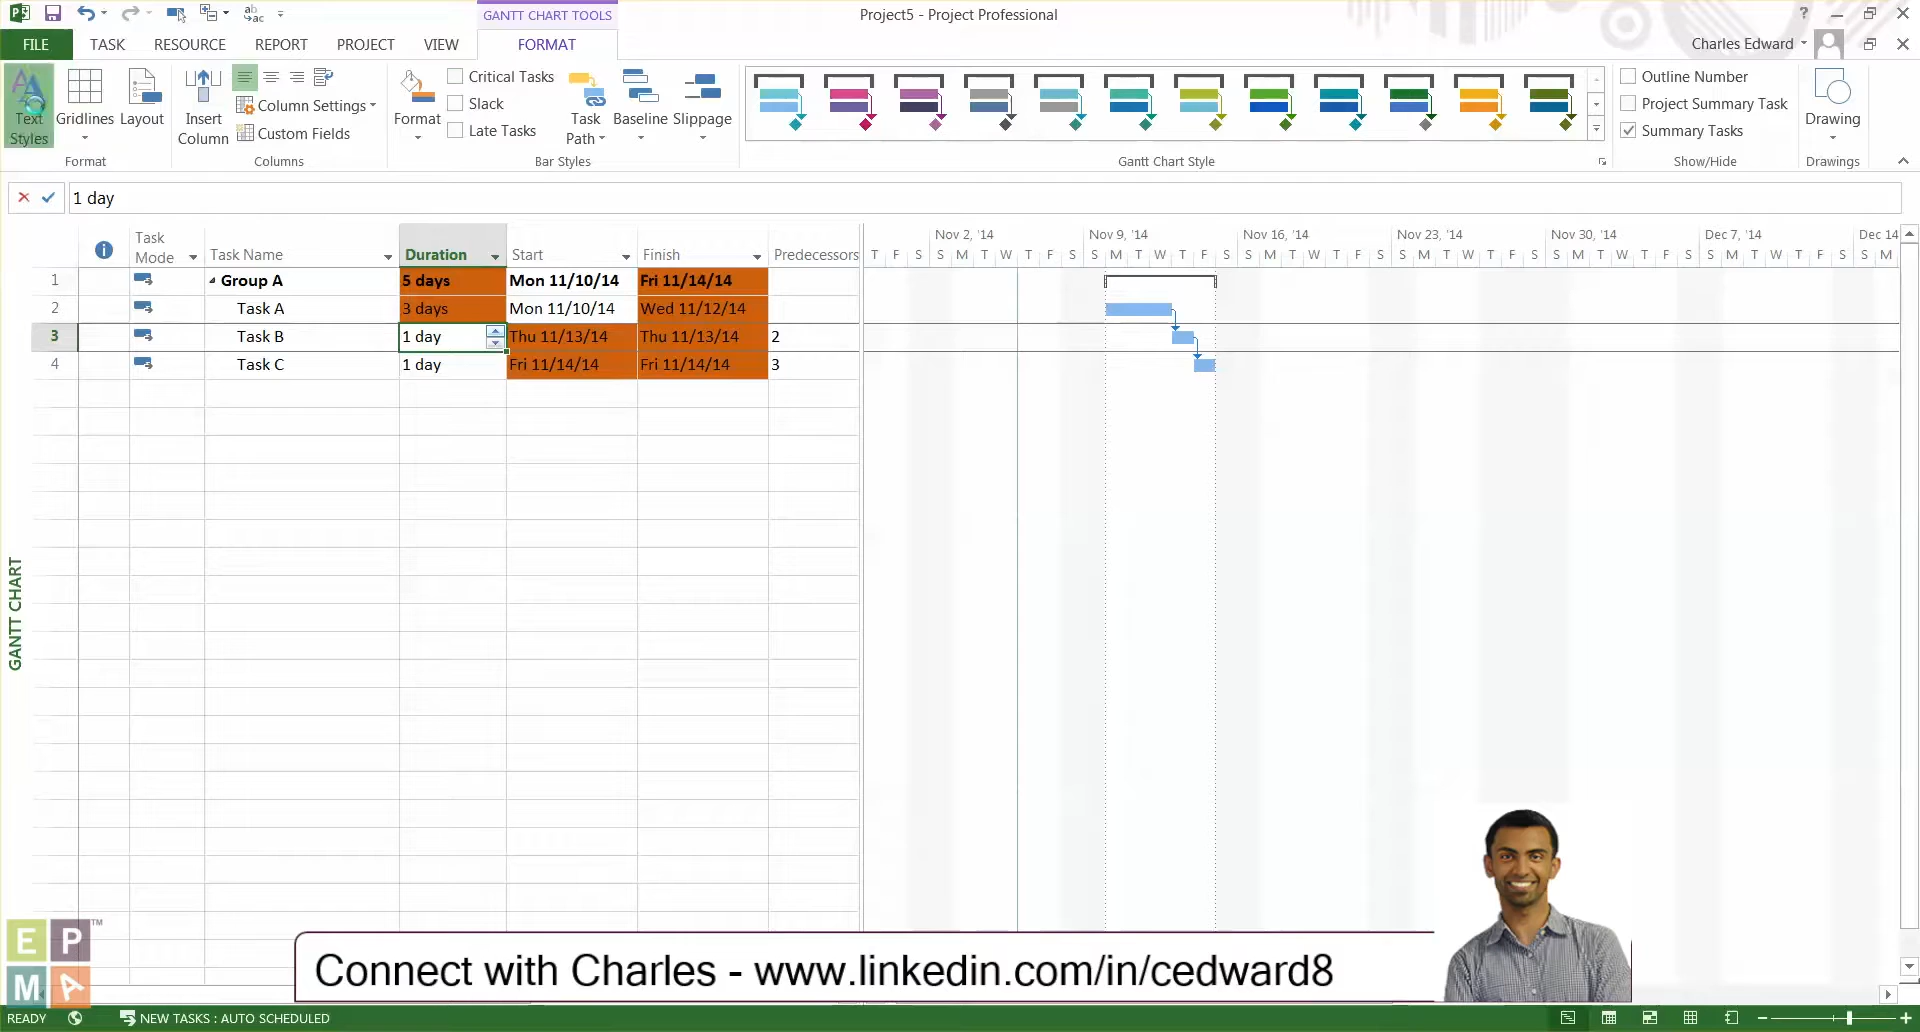 GANTT CHART TOOLS
Project5 - Project Professional
FILE TASK RESOURCE REPORT PROJECT VIEW FORMAT
Charles Edward
Text Styles
Gridlines
Layout
Format
Insert Column
Column Settings
Custom Fields
Columns
Format
Critical Tasks
Slack
Late Tasks
Task Path
Baseline
Slippage
Bar Styles
Gantt Chart Style
Outline Number
Project Summary Task
Summary Tasks
Show/Hide
Drawing
Drawings
1 day
Task Mode Task Name Duration Start Finish Predecessors
Nov 2, '14 Nov 9, '14 Nov 16, '14 Nov 23, '14 Nov 30, '14 Dec 7, '14 Dec 14
T F S S M T W T F S S M T W T F S S M T W T F S S M T W T F S S M T W T F S S M T W T F S S M
1 Group A 5 days Mon 11/10/14 Fri 11/14/14
2 Task A 3 days Mon 11/10/14 Wed 11/12/14
3 Task B 1 day Thu 11/13/14 Thu 11/13/14 2
4 Task C 1 day Fri 11/14/14 Fri 11/14/14 3
GANTT CHART
E P ™
M A
Connect with Charles - www.linkedin.com/in/cedward8
READY NEW TASKS : AUTO SCHEDULED